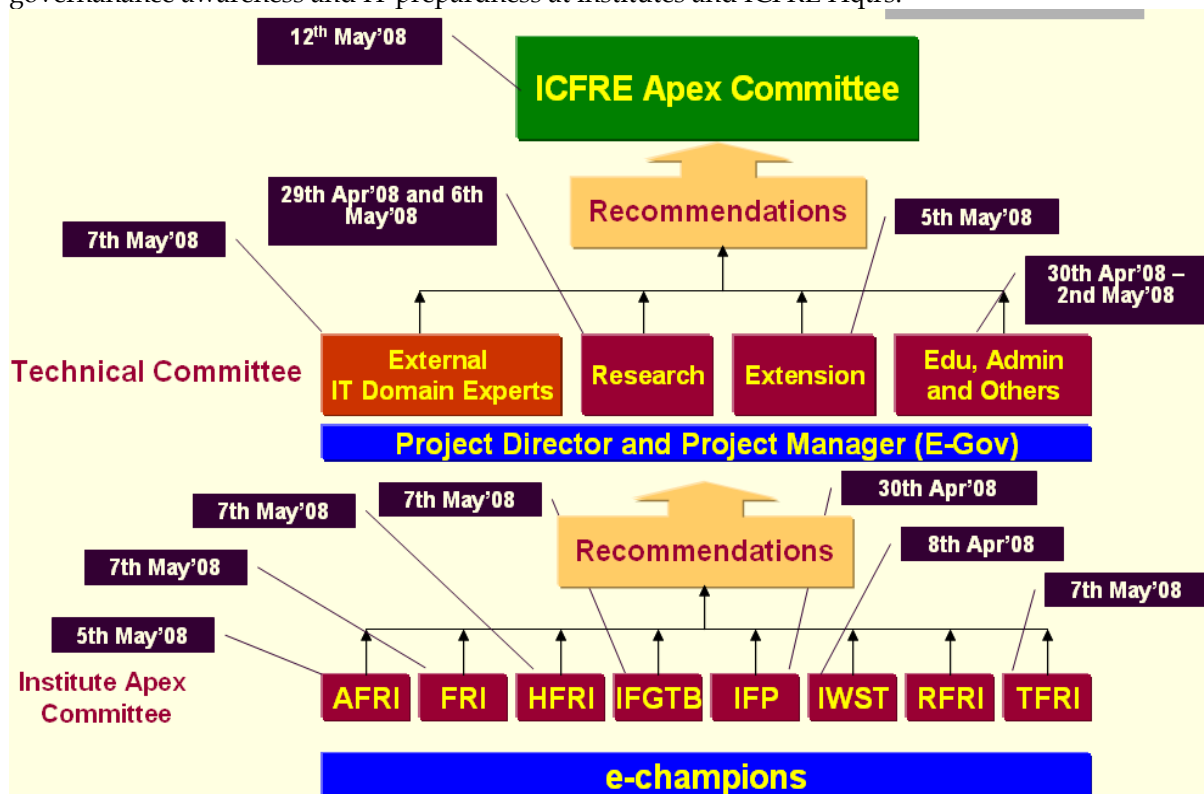 12th May'08
ICFRE Apex Committee
29th Apr'08 and 6th
May'08
Recommendations
7th May'08
5th May'08
30th Apr'08 –
2nd May'08
Technical Committee
External
IT Domain Experts
Research
Extension
Edu, Admin
and Others
Project Director and Project Manager (E-Gov)
7th May'08
7th May'08
30th Apr'08
Recommendations
8th Apr'08
7th May'08
7th May'08
5th May'08
Institute Apex
Committee
AFRI
FRI
HFRI
IFGTB
IFP
IWST
RFRI
TFRI
e-champions